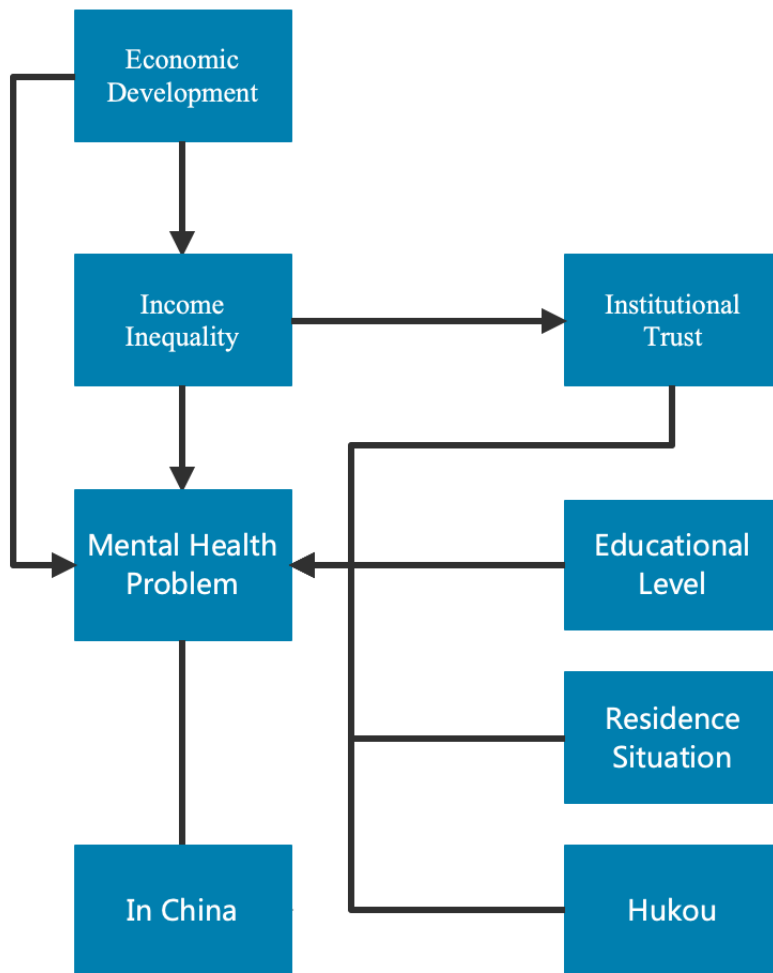 Economic
Development
Income
Inequality
Institutional
Trust
Mental Health
Problem
Educational
Level
Residence
Situation
In China
Hukou